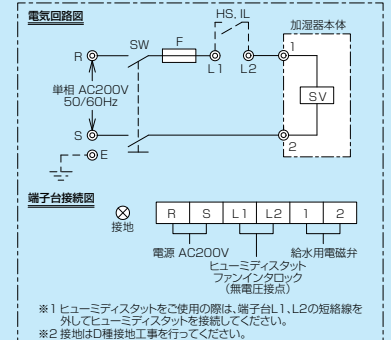 電気回路図
HS, IL
加湿器本体
SW
F
1
R
L1
L2
単相 AC200V
50/60Hz
SV
S
2
E
端子台接続図
接地
R S L1 L2 1 2
電源 AC200V
給水用電磁弁
ヒューミディスタット
ファンインタロック
(無電圧接点)
※1 ヒューミディスタットをご使用の際は、端子台L1、L2の短絡線を
外してヒューミディスタットを接続してください。
※2 接地はD種接地工事を行ってください。